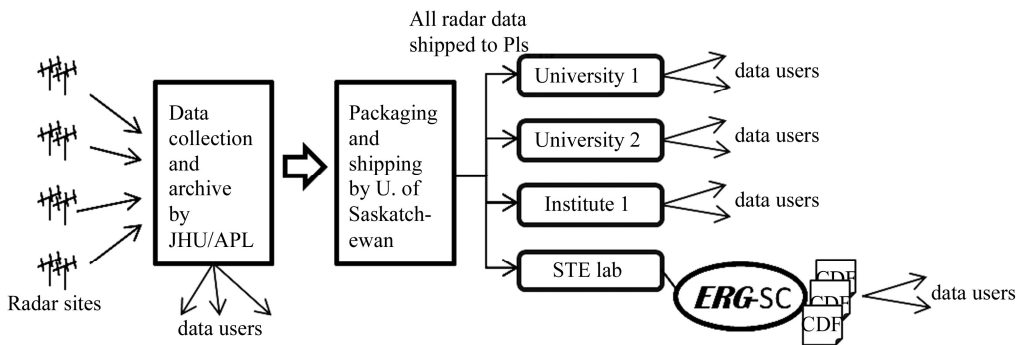 All radar data
shipped to PIs
University 1
data users
Data
collection
and
archive
by
JHU/APL
Packaging
and
shipping
by U. of
Saskatch-
ewan
University 2
data users
Institute 1
data users
STE lab
Radar sites
data users
ERG-SC
CDF
CDF
CDF
data users